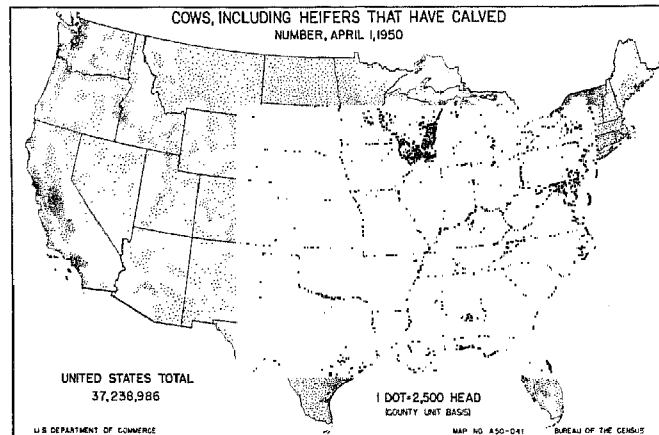 COWS, INCLUDING HEIFERS THAT HAVE CALVED
NUMBER, APRIL 1, 1950
UNITED STATES TOTAL
37,238,986
1 DOT=2,500 HEAD
(COUNTY UNIT BASIS)
U.S DEPARTMENT OF COMMERCE
MAP NO. A50-041
BUREAU OF THE CENSUS